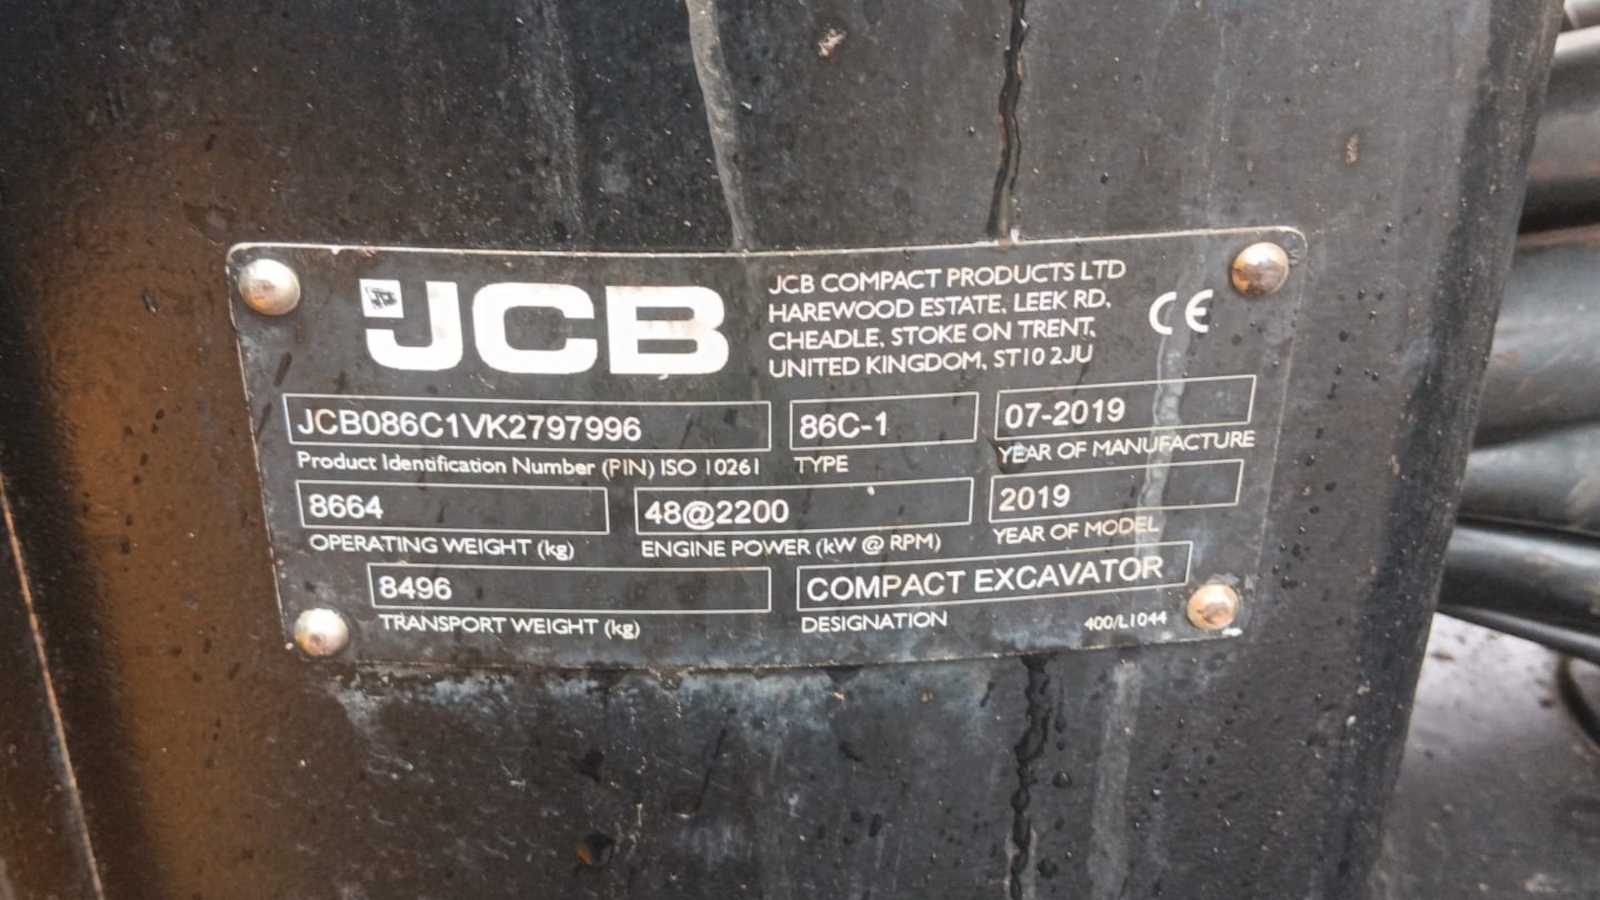 JCB
JCB COMPACT PRODUCTS LTD
HAREWOOD ESTATE, LEEK RD,
CHEADLE, STOKE ON TRENT,
UNITED KINGDOM, ST10 2JU
CE
JCB086C1VK2797996
Product Identification Number (PIN) ISO 10261
86C-1
TYPE
07-2019
YEAR OF MANUFACTURE
8664
OPERATING WEIGHT (kg)
48@2200
ENGINE POWER (kW @ RPM)
2019
YEAR OF MODEL
8496
TRANSPORT WEIGHT (kg)
COMPACT EXCAVATOR
DESIGNATION
400/L1044